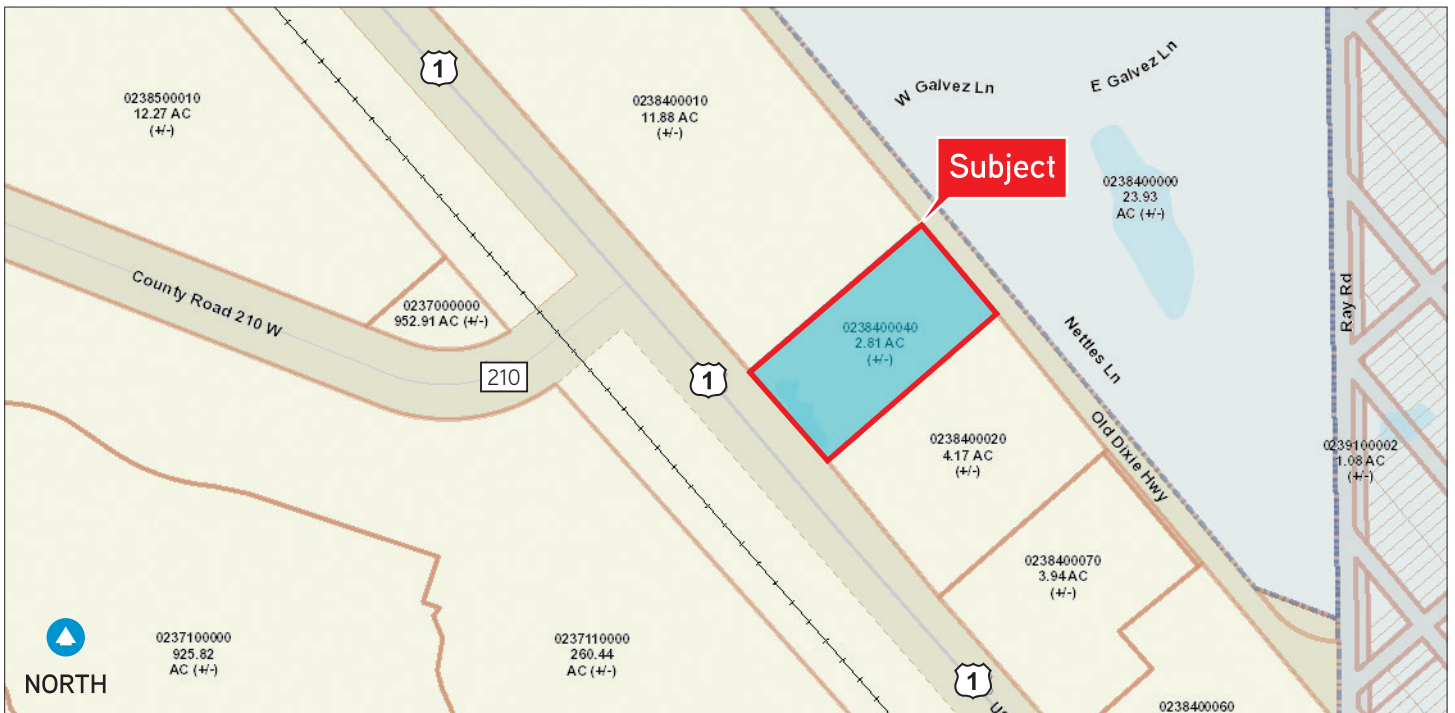 1
W Galvez Ln
E Galvez Ln
0238500010
12.27 AC
(+/-)
0238400010
11.88 AC
(+/-)
Subject
0238400000
23.93
AC (+/-)
County Road 210 W
0237000000
952.91 AC (+/-)
Ray Rd
0238400040
2.81 AC
(+/-)
Nettles Ln
210
1
Old Dixie Hwy
0238400020
4.17 AC
(+/-)
0239100002
1.08 AC
(+/-)
0238400070
3.94 AC
(+/-)
0237100000
925.82
AC (+/-)
0237110000
260.44
AC (+/-)
NORTH
1
US
0238400060